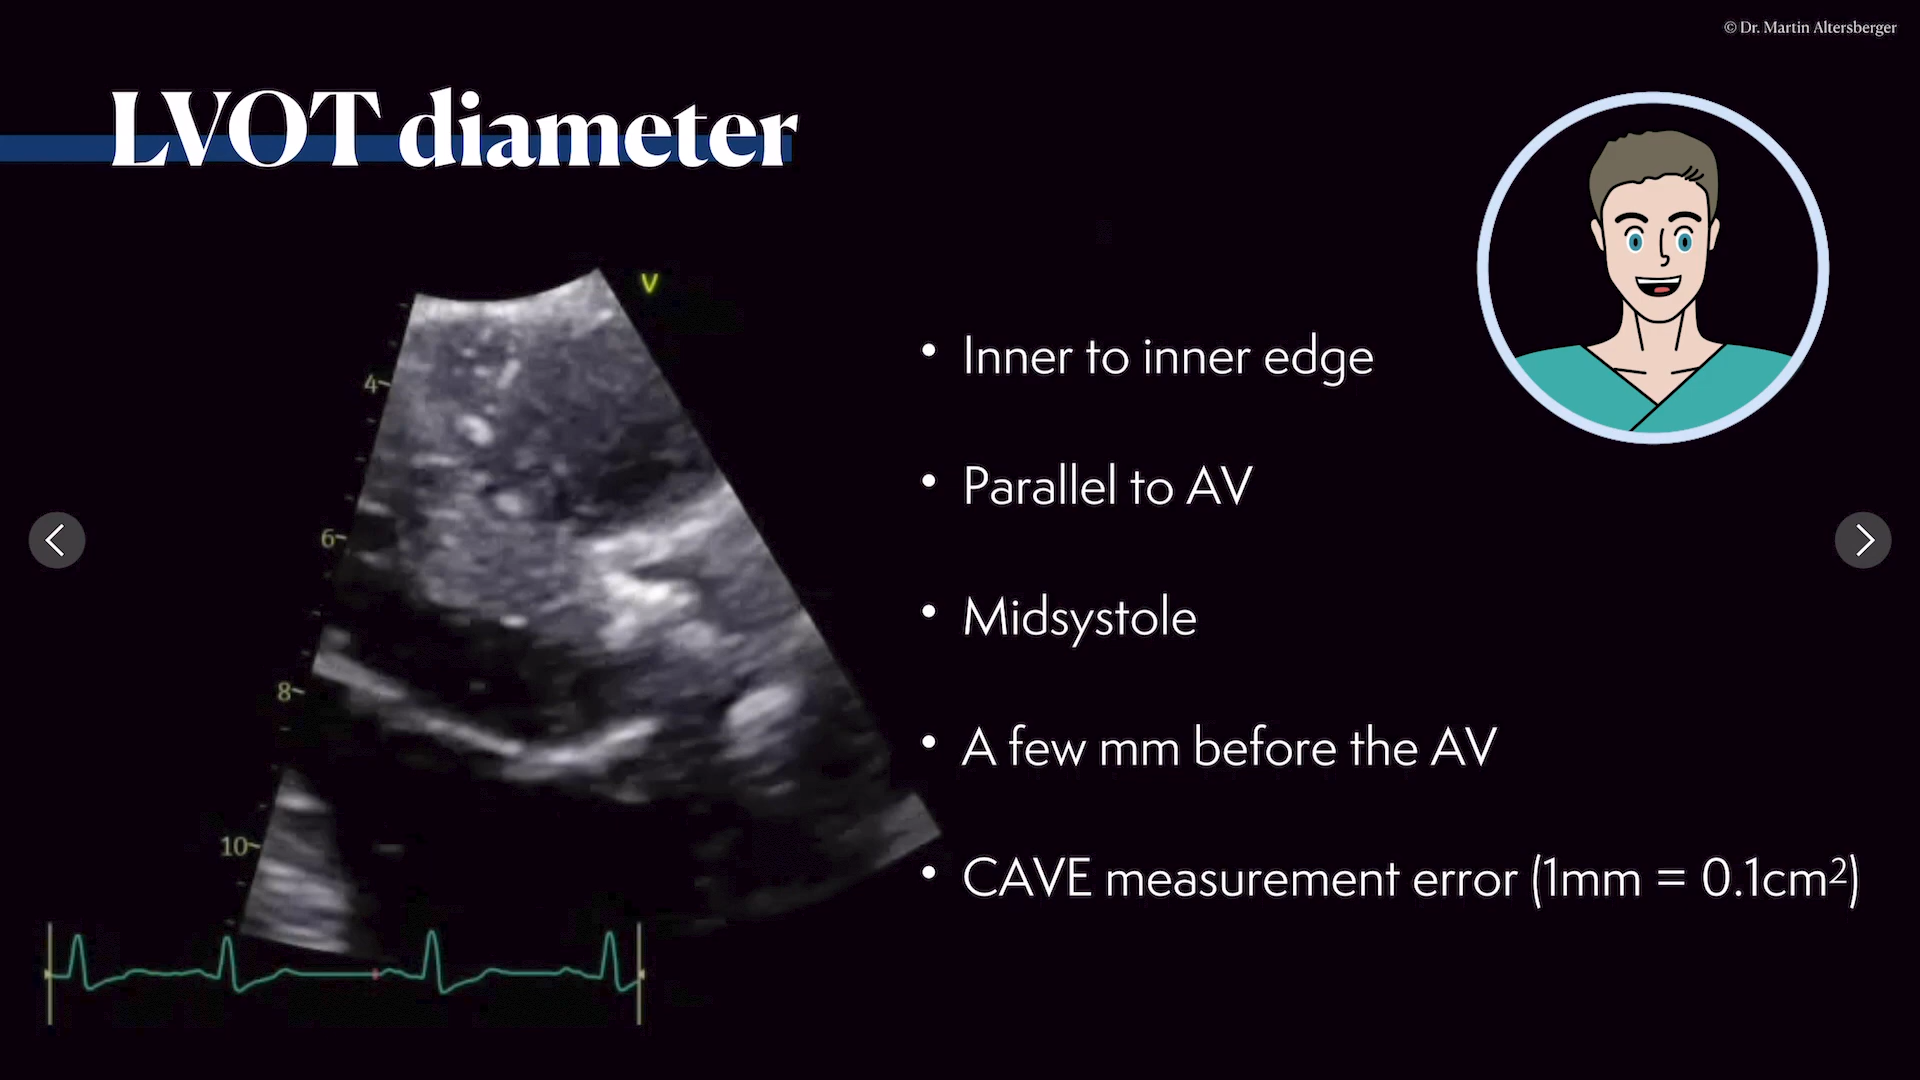 © Dr. Martin Altersberger
LVOT diameter
V
4
6
8
10
• Inner to inner edge
• Parallel to AV
• Midsystole
• A few mm before the AV
• CAVE measurement error (1mm = 0.1cm²)